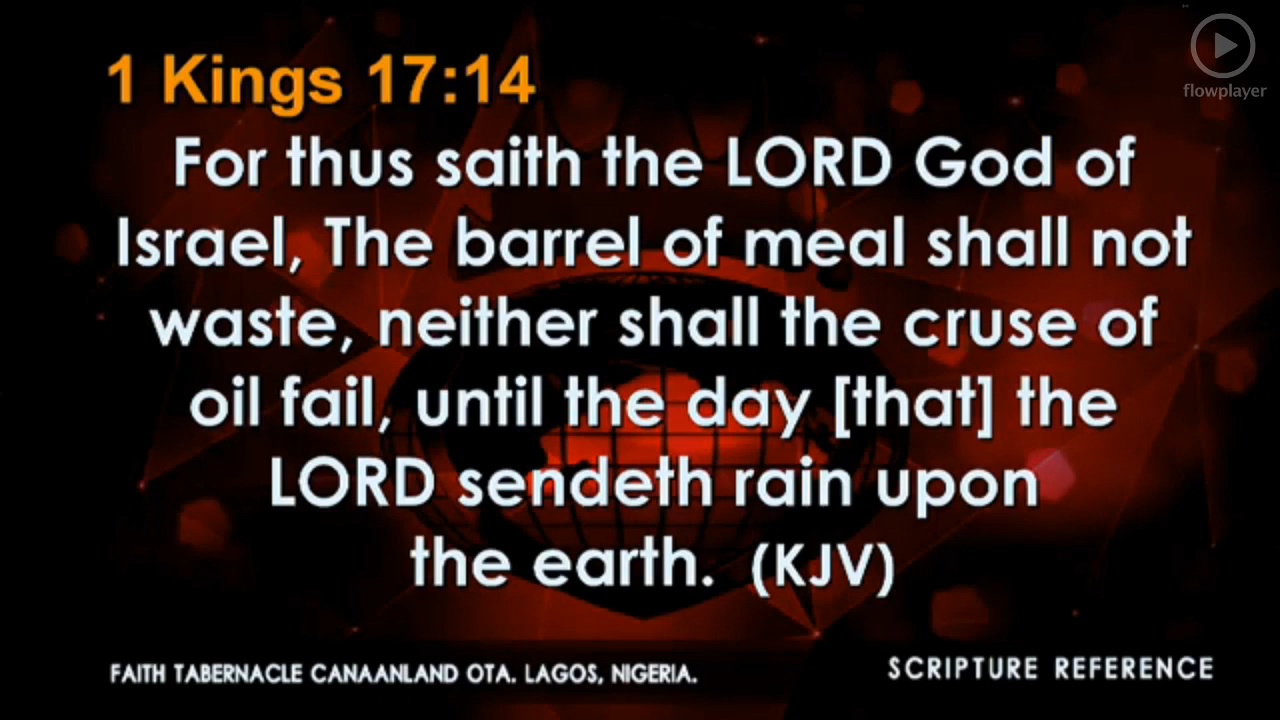 flowplayer
1 Kings 17:14
For thus saith the LORD God of
Israel, The barrel of meal shall not
waste, neither shall the cruse of
oil fail, until the day [that] the
LORD sendeth rain upon
the earth. (KJV)
FAITH TABERNACLE CANAANLAND OTA. LAGOS, NIGERIA.
SCRIPTURE REFERENCE